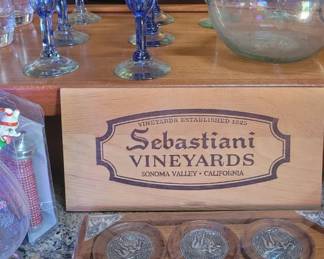 VINEYARDS ESTABLISHED 1825
Sebastiani
VINEYARDS
SONOMA VALLEY • CALIFORNIA